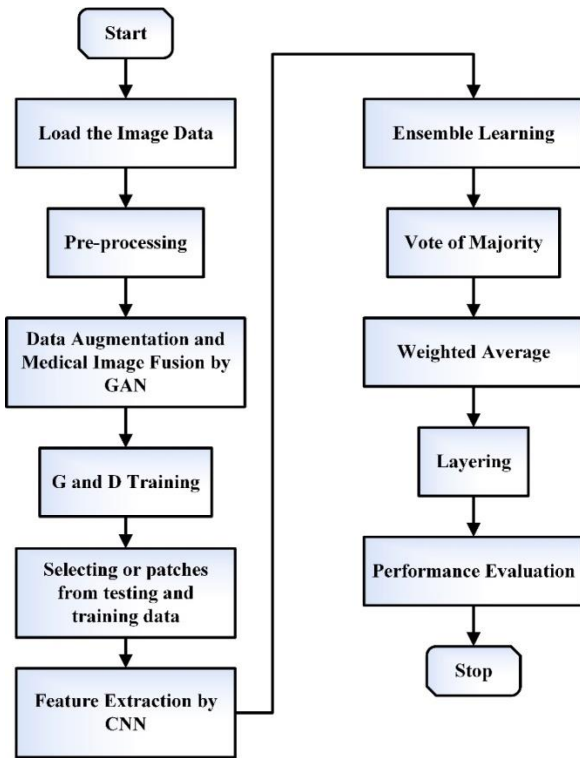 Start
Load the Image Data
Pre-processing
Data Augmentation and
Medical Image Fusion by
GAN
G and D Training
Selecting or patches
from testing and
training data
Feature Extraction by
CNN
Ensemble Learning
Vote of Majority
Weighted Average
Layering
Performance Evaluation
Stop